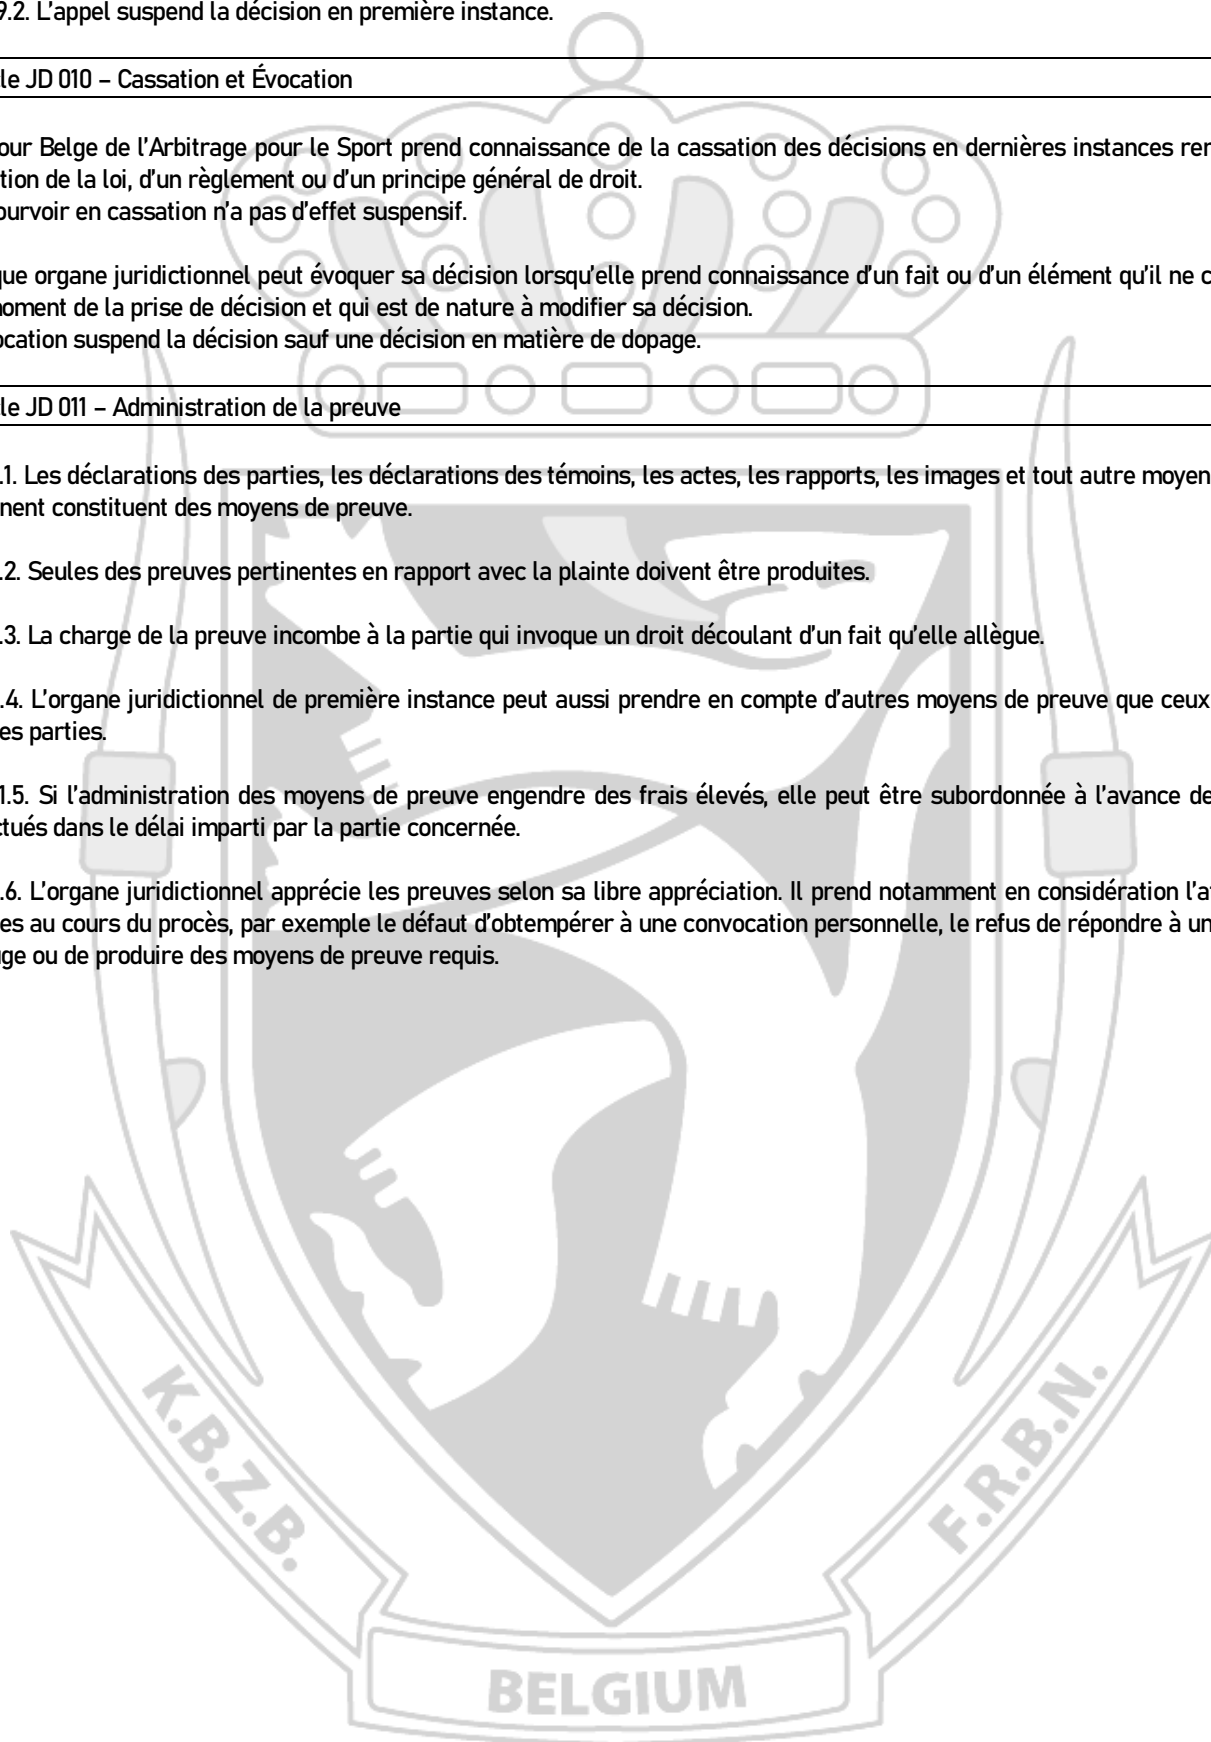 9.2. L'appel suspend la décision en première instance.
le JD 010 – Cassation et Évocation
our Belge de l'Arbitrage pour le Sport prend connaissance de la cassation des décisions en dernières instances ren
tion de la loi, d'un règlement ou d'un principe général de droit.
ourvoir en cassation n'a pas d'effet suspensif.
que organe juridictionnel peut évoquer sa décision lorsqu'elle prend connaissance d'un fait ou d'un élément qu'il ne c
noment de la prise de décision et qui est de nature à modifier sa décision.
ocation suspend la décision sauf une décision en matière de dopage.
le JD 011 – Administration de la preuve
.1. Les déclarations des parties, les déclarations des témoins, les actes, les rapports, les images et tout autre moyen
nent constituent des moyens de preuve.
.2. Seules des preuves pertinentes en rapport avec la plainte doivent être produites.
.3. La charge de la preuve incombe à la partie qui invoque un droit découlant d'un fait qu'elle allègue.
.4. L'organe juridictionnel de première instance peut aussi prendre en compte d'autres moyens de preuve que ceux
es parties.
1.5. Si l'administration des moyens de preuve engendre des frais élevés, elle peut être subordonnée à l'avance de
ctués dans le délai imparti par la partie concernée.
.6. L'organe juridictionnel apprécie les preuves selon sa libre appréciation. Il prend notamment en considération l'at
es au cours du procès, par exemple le défaut d'obtempérer à une convocation personnelle, le refus de répondre à un
uge ou de produire des moyens de preuve requis.
K.B.Z.B.
F.R.B.N.
BELGIUM